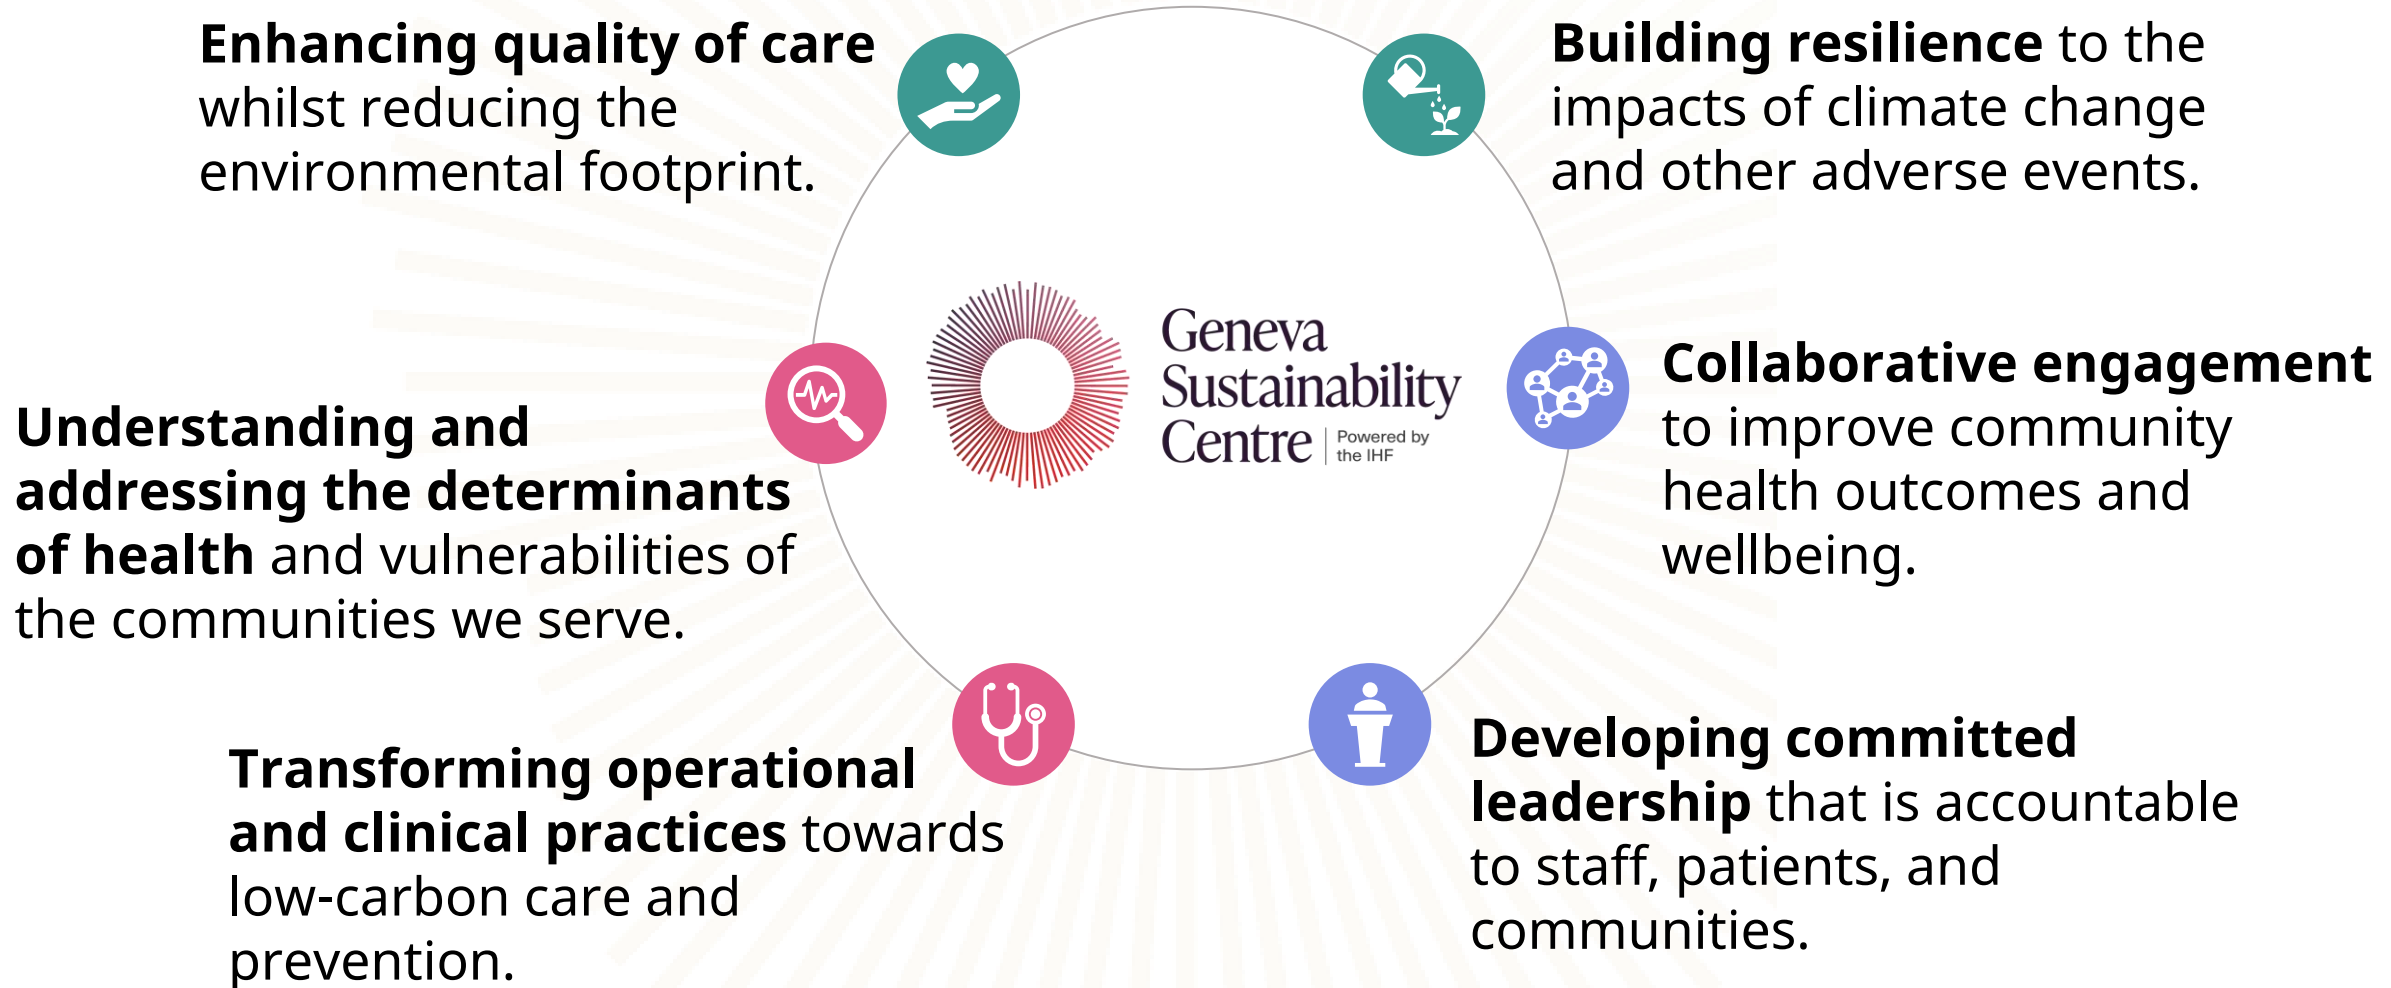 Enhancing quality of care
whilst reducing the
environmental footprint.
Building resilience to the
impacts of climate change
and other adverse events.
Understanding and
addressing the determinants
of health and vulnerabilities of
the communities we serve.
Geneva
Sustainability
Centre
Powered by
the IHF
Collaborative engagement
to improve community
health outcomes and
wellbeing.
Transforming operational
and clinical practices towards
low-carbon care and
prevention.
Developing committed
leadership that is accountable
to staff, patients, and
communities.